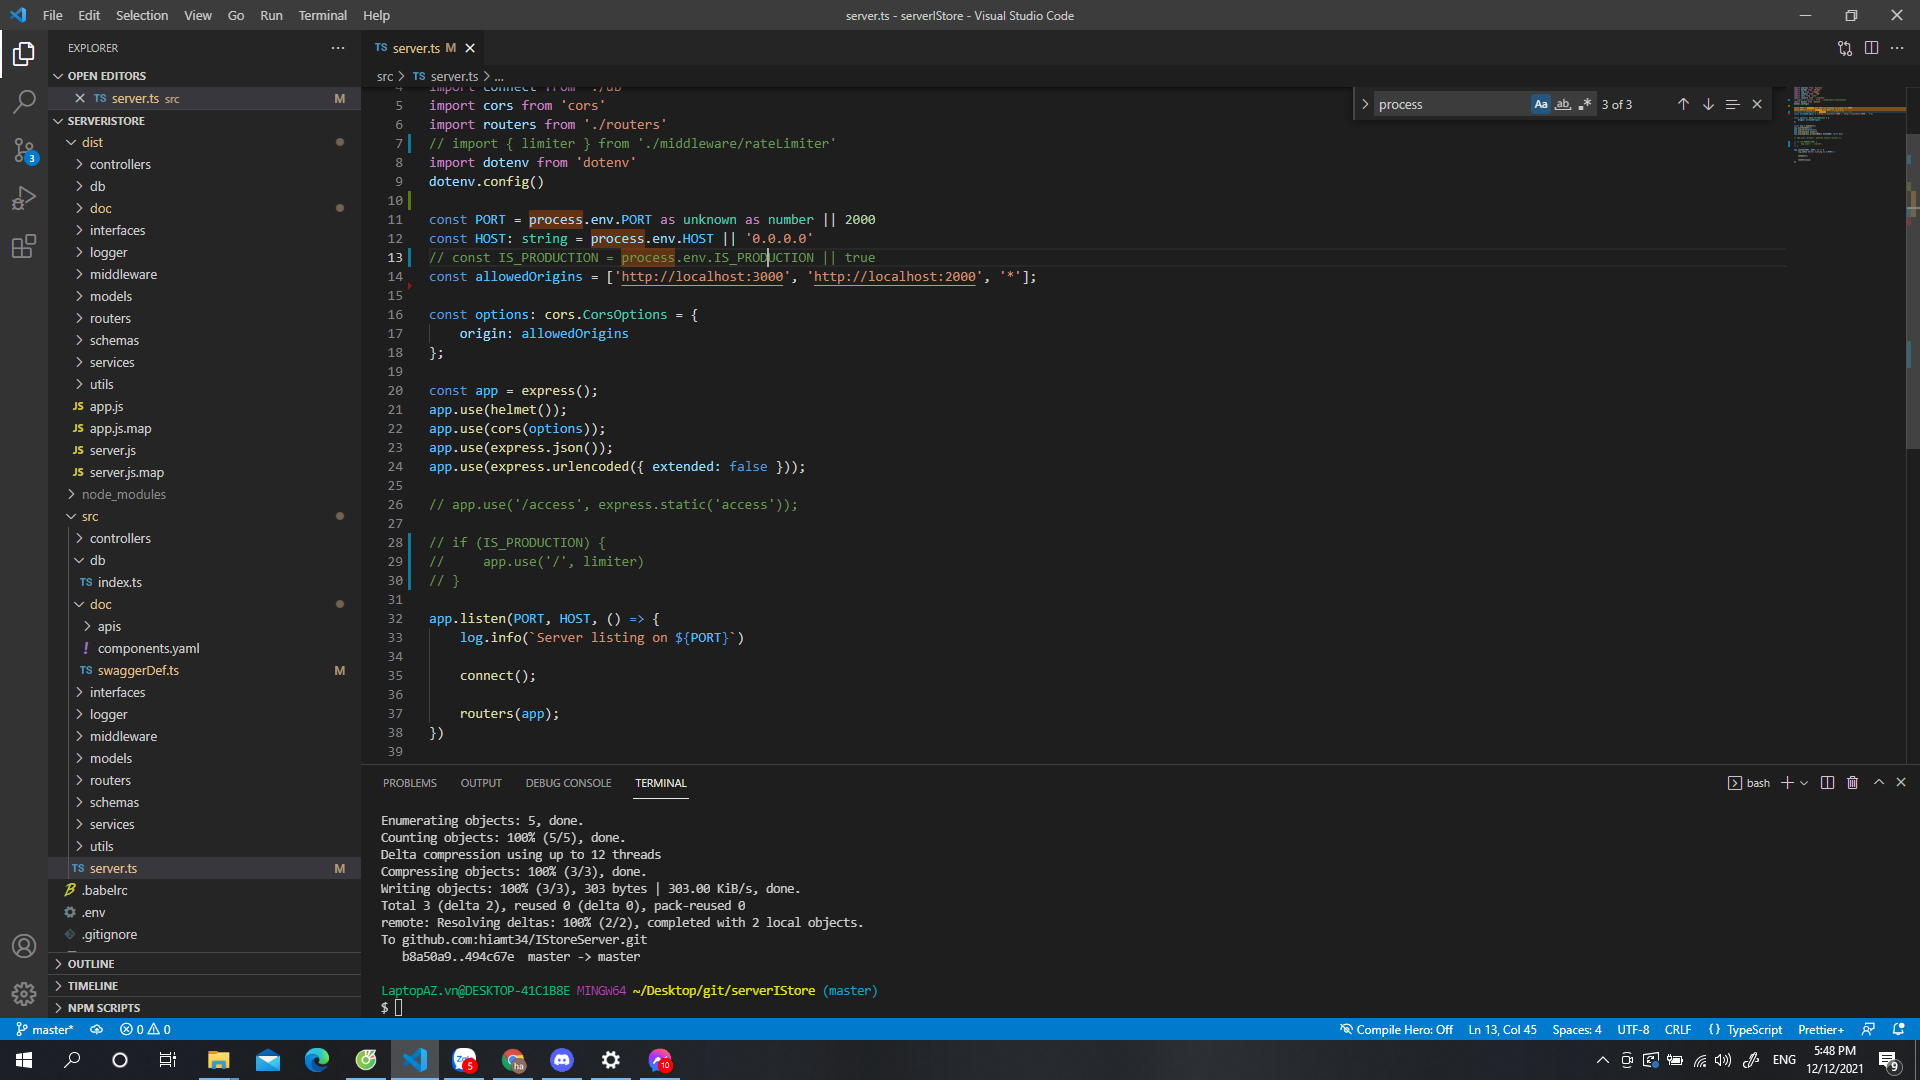 File Edit Selection View Go Run Terminal Help
server.ts - serverIStore - Visual Studio Code
EXPLORER
OPEN EDITORS
TS server.ts src M
SERVERISTORE
dist
controllers
db
doc
interfaces
logger
middleware
models
routers
schemas
services
utils
JS app.js
JS app.js.map
JS server.js
JS server.js.map
node_modules
src
controllers
db
TS index.ts
doc
apis
! components.yaml
TS swaggerDef.ts M
interfaces
logger
middleware
models
routers
schemas
services
utils
TS server.ts M
.babelrc
.env
.gitignore
OUTLINE
TIMELINE
NPM SCRIPTS
TS server.ts M
src > TS server.ts > ...
process Aa ab 3 of 3
4 import connect from './db'
5 import cors from 'cors'
6 import routers from './routers'
7 // import { limiter } from './middleware/rateLimiter'
8 import dotenv from 'dotenv'
9 dotenv.config()
10
11 const PORT = process.env.PORT as unknown as number || 2000
12 const HOST: string = process.env.HOST || '0.0.0.0'
13 // const IS_PRODUCTION = process.env.IS_PRODUCTION || true
14 const allowedOrigins = ['http://localhost:3000', 'http://localhost:2000', '*'];
15
16 const options: cors.CorsOptions = {
17 origin: allowedOrigins
18 };
19
20 const app = express();
21 app.use(helmet());
22 app.use(cors(options));
23 app.use(express.json());
24 app.use(express.urlencoded({ extended: false }));
25
26 // app.use('/access', express.static('access'));
27
28 // if (IS_PRODUCTION) {
29 // app.use('/', limiter)
30 // }
31
32 app.listen(PORT, HOST, () => {
33 log.info(`Server listing on ${PORT}`)
34
35 connect();
36
37 routers(app);
38 })
39
PROBLEMS OUTPUT DEBUG CONSOLE TERMINAL
bash
Enumerating objects: 5, done.
Counting objects: 100% (5/5), done.
Delta compression using up to 12 threads
Compressing objects: 100% (3/3), done.
Writing objects: 100% (3/3), 303 bytes | 303.00 KiB/s, done.
Total 3 (delta 2), reused 0 (delta 0), pack-reused 0
remote: Resolving deltas: 100% (2/2), completed with 2 local objects.
To github.com:hiamt34/IStoreServer.git
b8a50a9..494c67e master -> master
LaptopAZ.vn@DESKTOP-41C1B8E MINGW64 ~/Desktop/git/serverIStore (master)
$
3
master* 0 0
Compile Hero: Off Ln 13, Col 45 Spaces: 4 UTF-8 CRLF {} TypeScript Prettier+
Zalo 5 ha 10
ENG
5:48 PM
12/12/2021
9